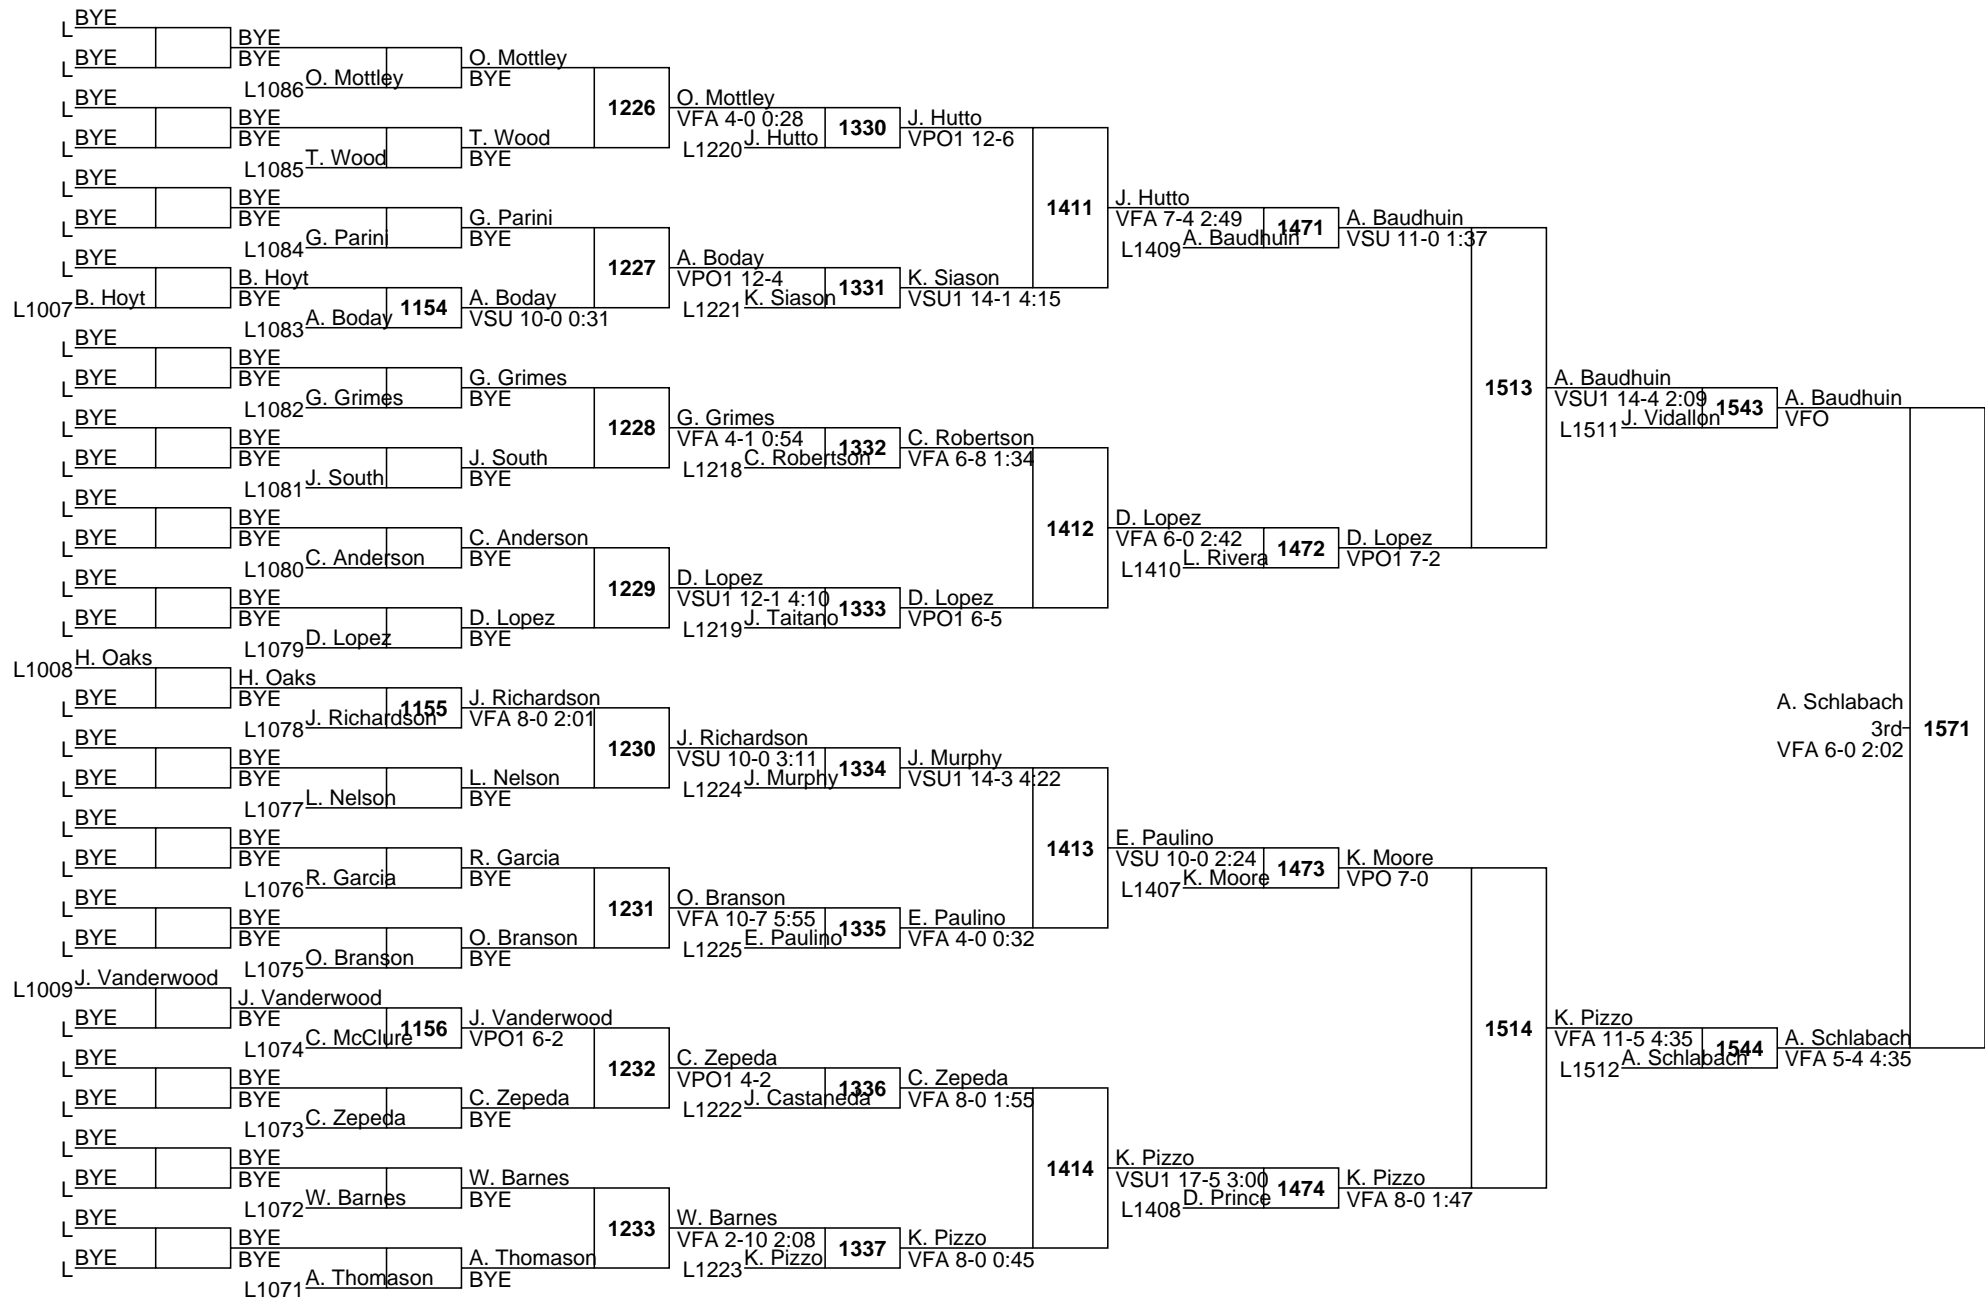 BYE
L
BYE
L
BYE
L
BYE
L
BYE
L
BYE
L
BYE
L
B. Hoyt
L1007
BYE
L
BYE
L
BYE
L
BYE
L
BYE
L
BYE
L
BYE
L
BYE
L
H. Oaks
L1008
BYE
L
BYE
L
BYE
L
BYE
L
BYE
L
BYE
L
BYE
L
J. Vanderwood
L1009
BYE
L
BYE
L
BYE
L
BYE
L
BYE
L
BYE
L
BYE
L
BYE
BYE
L1086 O. Mottley
BYE
BYE
L1085 T. Wood
BYE
BYE
L1084 G. Parini
B. Hoyt
BYE
L1083 A. Boday
1154
BYE
BYE
L1082 G. Grimes
BYE
BYE
L1081 J. South
BYE
BYE
L1080 C. Anderson
BYE
BYE
L1079 D. Lopez
H. Oaks
BYE
L1078 J. Richardson
1155
BYE
BYE
L1077 L. Nelson
BYE
BYE
L1076 R. Garcia
BYE
BYE
L1075 O. Branson
J. Vanderwood
BYE
L1074 C. McClure
1156
BYE
BYE
L1073 C. Zepeda
BYE
BYE
L1072 W. Barnes
BYE
BYE
L1071 A. Thomason
O. Mottley
BYE
1226
T. Wood
BYE
G. Parini
BYE
1227
A. Boday
VSU 10-0 0:31
G. Grimes
BYE
1228
J. South
BYE
C. Anderson
BYE
1229
D. Lopez
BYE
J. Richardson
VFA 8-0 2:01
1230
L. Nelson
BYE
R. Garcia
BYE
1231
O. Branson
BYE
J. Vanderwood
VPO1 6-2
1232
C. Zepeda
BYE
W. Barnes
BYE
1233
A. Thomason
BYE
O. Mottley
VFA 4-0 0:28
L1220 J. Hutto
1330
A. Boday
VPO1 12-4
L1221 K. Siason
1331
G. Grimes
VFA 4-1 0:54
L1218 C. Robertson
1332
D. Lopez
VSU1 12-1 4:10
L1219 J. Taitano
1333
J. Richardson
VSU 10-0 3:11
L1224 J. Murphy
1334
O. Branson
VFA 10-7 5:55
L1225 E. Paulino
1335
C. Zepeda
VPO1 4-2
L1222 J. Castaneda
1336
W. Barnes
VFA 2-10 2:08
L1223 K. Pizzo
1337
J. Hutto
VPO1 12-6
1411
K. Siason
VSU1 14-1 4:15
C. Robertson
VFA 6-8 1:34
1412
D. Lopez
VPO1 6-5
J. Murphy
VSU1 14-3 4:22
1413
E. Paulino
VFA 4-0 0:32
C. Zepeda
VFA 8-0 1:55
1414
K. Pizzo
VFA 8-0 0:45
J. Hutto
VFA 7-4 2:49
L1409 A. Baudhuin
1471
D. Lopez
VFA 6-0 2:42
L1410 L. Rivera
1472
E. Paulino
VSU 10-0 2:24
L1407 K. Moore
1473
K. Pizzo
VSU1 17-5 3:00
L1408 D. Prince
1474
A. Baudhuin
VSU 11-0 1:37
1513
D. Lopez
VPO1 7-2
K. Moore
VPO 7-0
1514
K. Pizzo
VFA 8-0 1:47
A. Baudhuin
VSU1 14-4 2:09
L1511 J. Vidallon
1543
K. Pizzo
VFA 11-5 4:35
L1512 A. Schlabach
1544
A. Baudhuin
VFO
A. Schlabach
3rd
VFA 6-0 2:02
1571
A. Schlabach
VFA 5-4 4:35